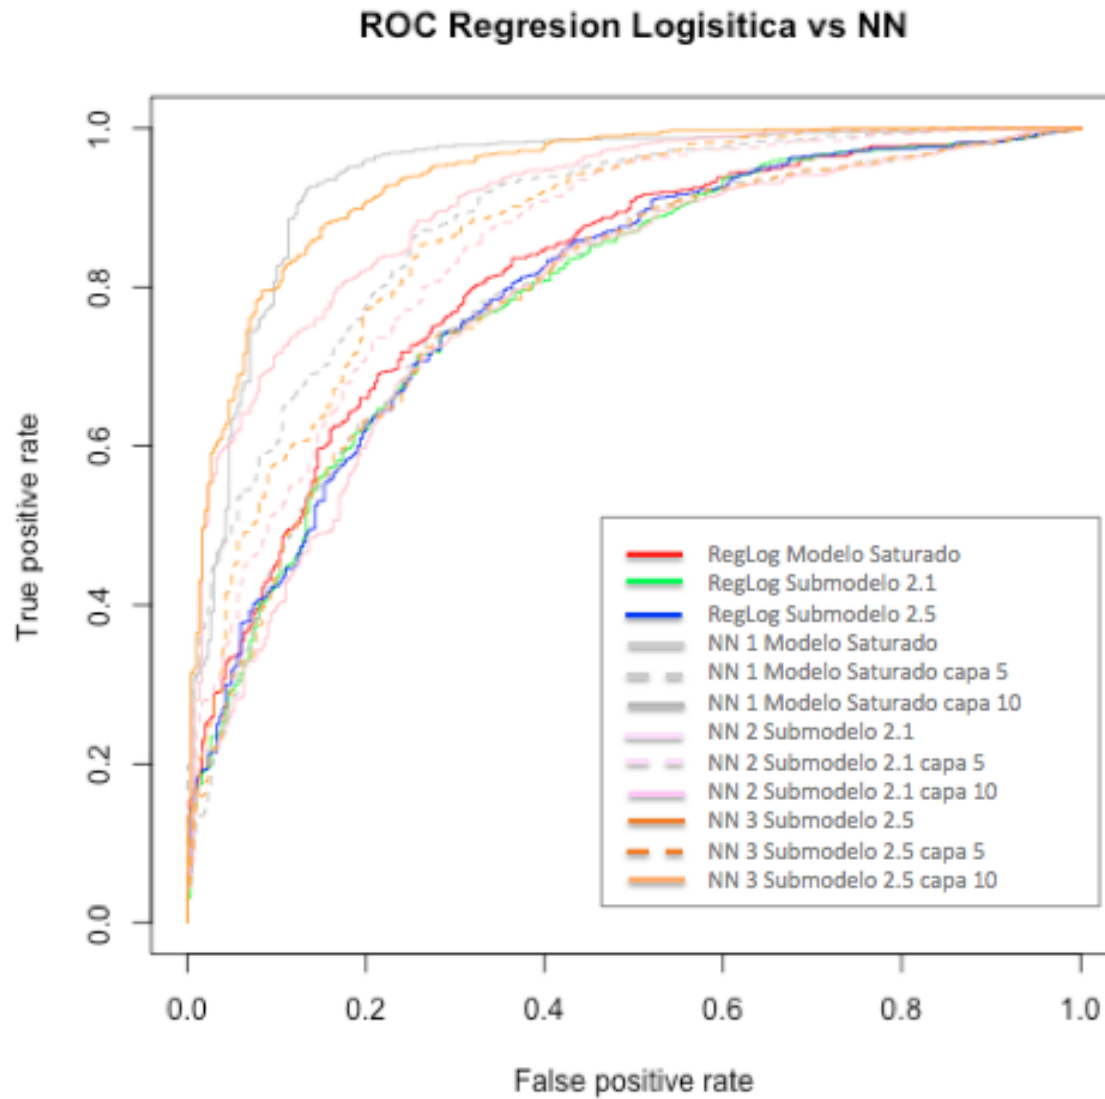 ROC Regresion Logisitica vs NN
1.0
0.8
0.6
0.4
0.2
0.0
True positive rate
RegLog Modelo Saturado
RegLog Submodelo 2.1
RegLog Submodelo 2.5
NN 1 Modelo Saturado
NN 1 Modelo Saturado capa 5
NN 1 Modelo Saturado capa 10
NN 2 Submodelo 2.1
NN 2 Submodelo 2.1 capa 5
NN 2 Submodelo 2.1 capa 10
NN 3 Submodelo 2.5
NN 3 Submodelo 2.5 capa 5
NN 3 Submodelo 2.5 capa 10
0.0 0.2 0.4 0.6 0.8 1.0
False positive rate